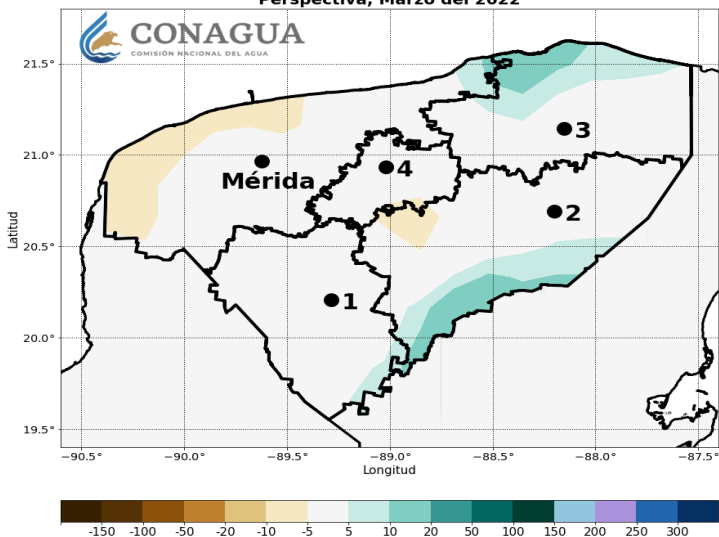 Perspectiva, Marzo del 2022
CONAGUA
COMISIÓN NACIONAL DEL AGUA
21.5°
21.0°
20.5°
20.0°
19.5°
Latitud
3
4
Mérida
2
1
−90.5° −90.0° −89.5° −89.0° −88.5° −88.0° −87.5°
Longitud
-150 -100 -50 -20 -10 -5 5 10 20 50 100 150 200 250 300